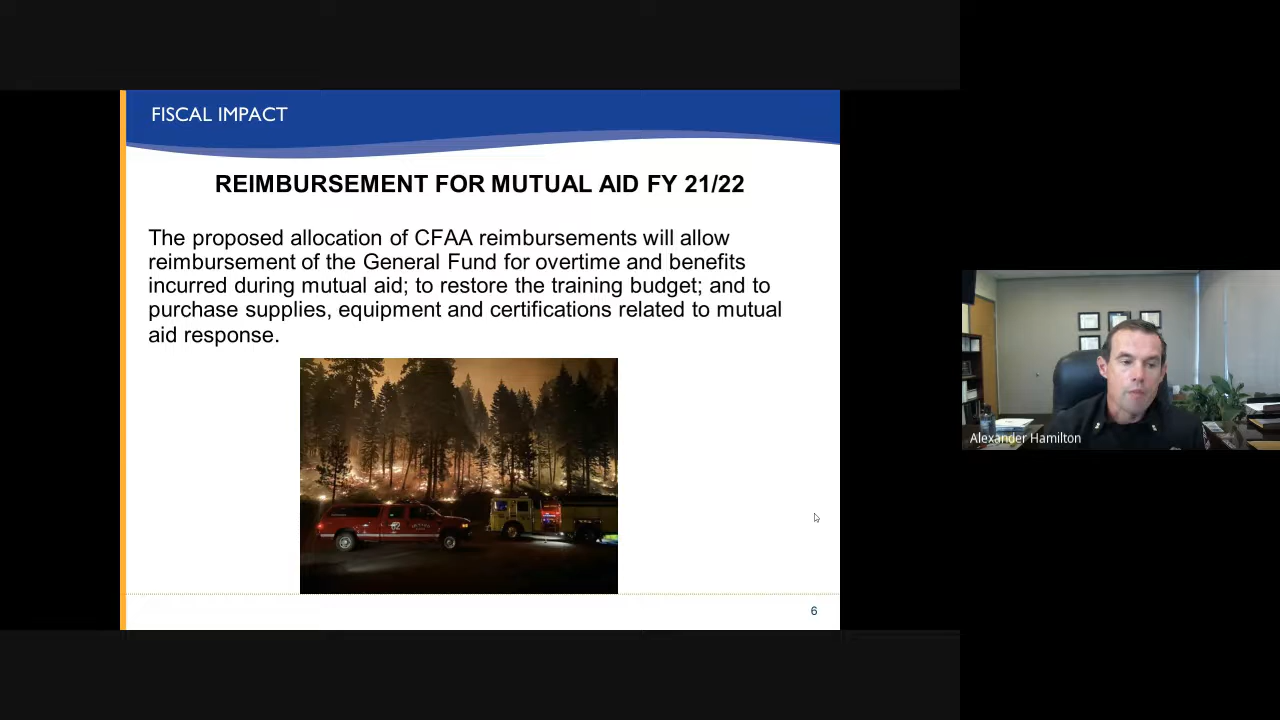 FISCAL IMPACT
REIMBURSEMENT FOR MUTUAL AID FY 21/22
The proposed allocation of CFAA reimbursements will allow
reimbursement of the General Fund for overtime and benefits
incurred during mutual aid; to restore the training budget; and to
purchase supplies, equipment and certifications related to mutual
aid response.
6
Alexander Hamilton